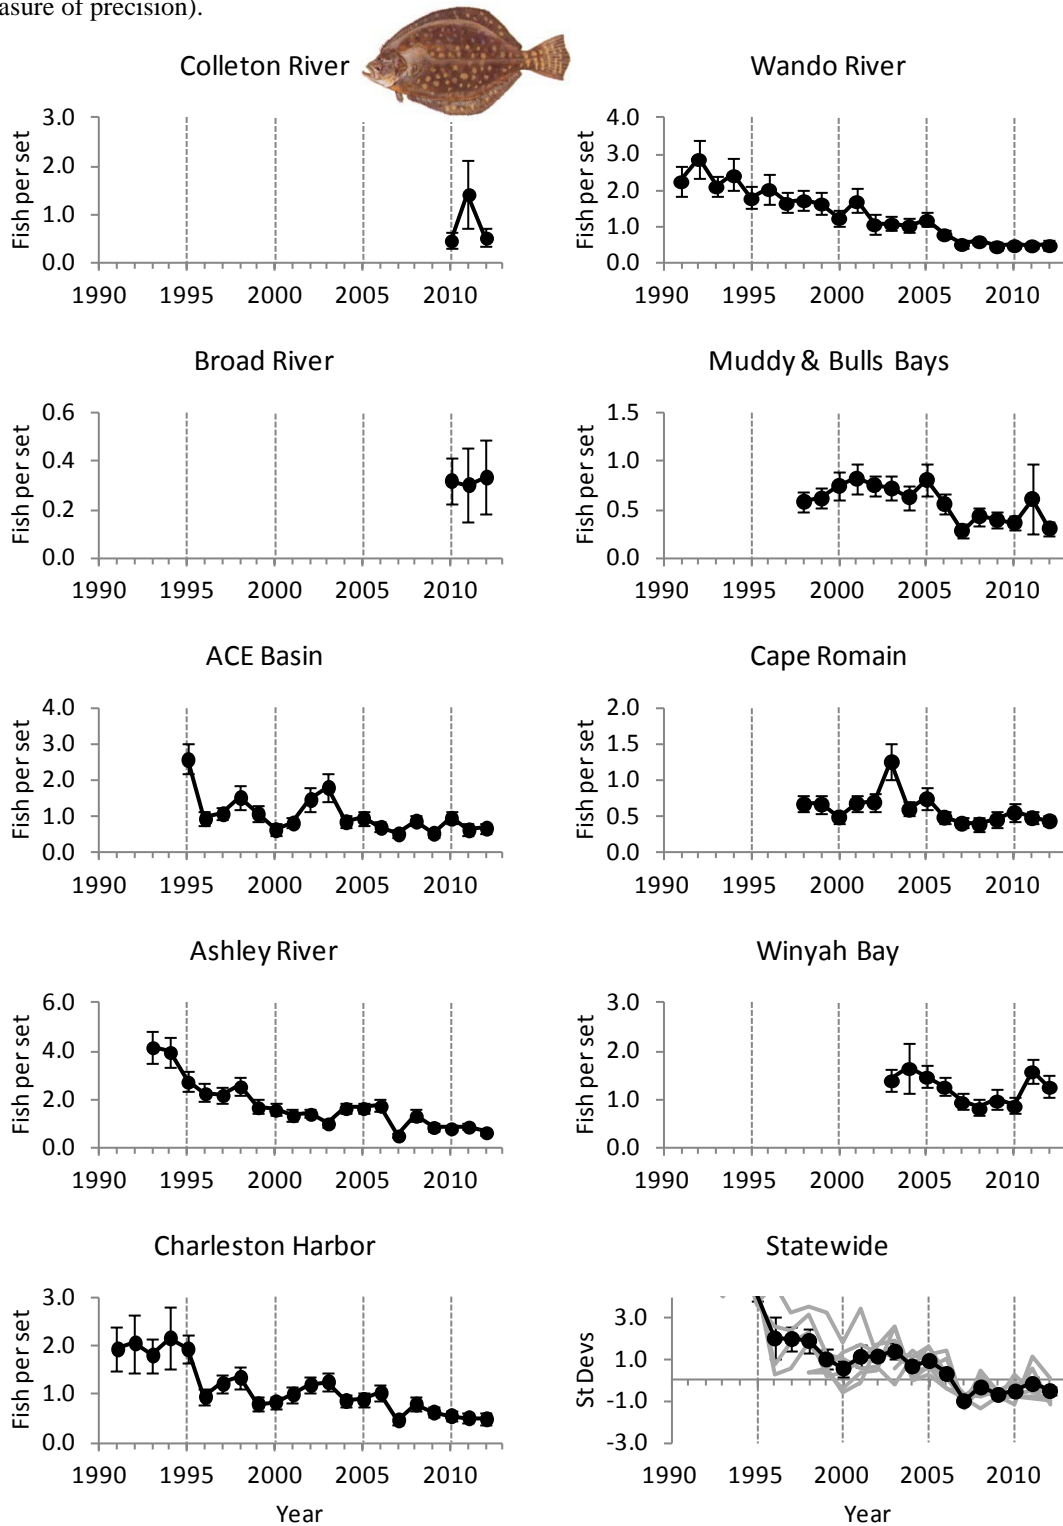 asure of precision).
Colleton River
Wando River
Fish per set
3.0
2.0
1.0
0.0
1990 1995 2000 2005 2010
Fish per set
4.0
3.0
2.0
1.0
0.0
1990 1995 2000 2005 2010
Broad River
Muddy & Bulls Bays
Fish per set
0.6
0.4
0.2
0.0
1990 1995 2000 2005 2010
Fish per set
1.5
1.0
0.5
0.0
1990 1995 2000 2005 2010
ACE Basin
Cape Romain
Fish per set
4.0
3.0
2.0
1.0
0.0
1990 1995 2000 2005 2010
Fish per set
2.0
1.5
1.0
0.5
0.0
1990 1995 2000 2005 2010
Ashley River
Winyah Bay
Fish per set
6.0
4.0
2.0
0.0
1990 1995 2000 2005 2010
Fish per set
3.0
2.0
1.0
0.0
1990 1995 2000 2005 2010
Charleston Harbor
Statewide
Fish per set
3.0
2.0
1.0
0.0
1990 1995 2000 2005 2010
Year
St Devs
3.0
1.0
-1.0
-3.0
1990 1995 2000 2005 2010
Year